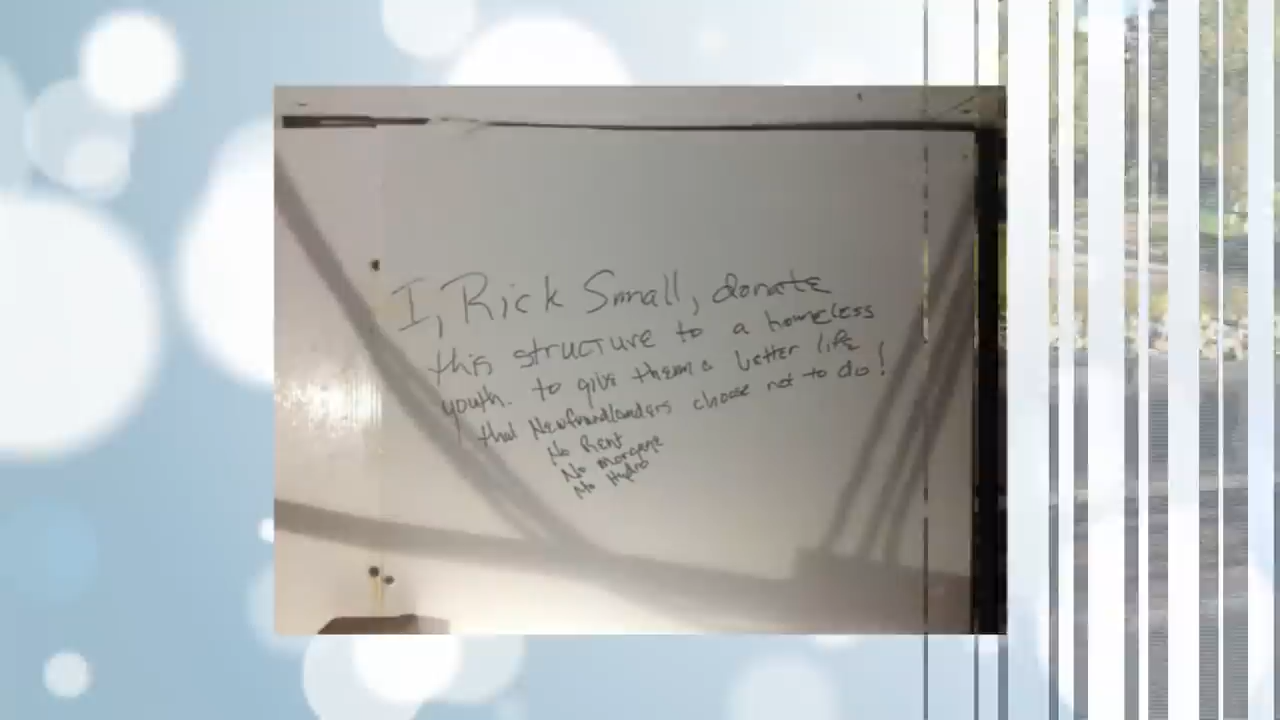 I, Rick Small, donate
this structure to a homeless
youth. to give them a better life
that Newfoundlanders choose not to do!
No Rent
No morgage
No Hydro